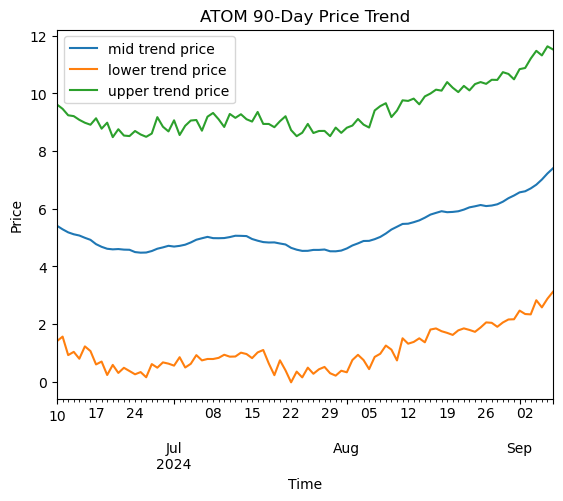 ATOM 90-Day Price Trend
12
mid trend price
lower trend price
upper trend price
10
8
6
4
2
0
Price
10 17 24 08 15 22 29 05 12 19 26 02
Jul Aug Sep
2024
Time